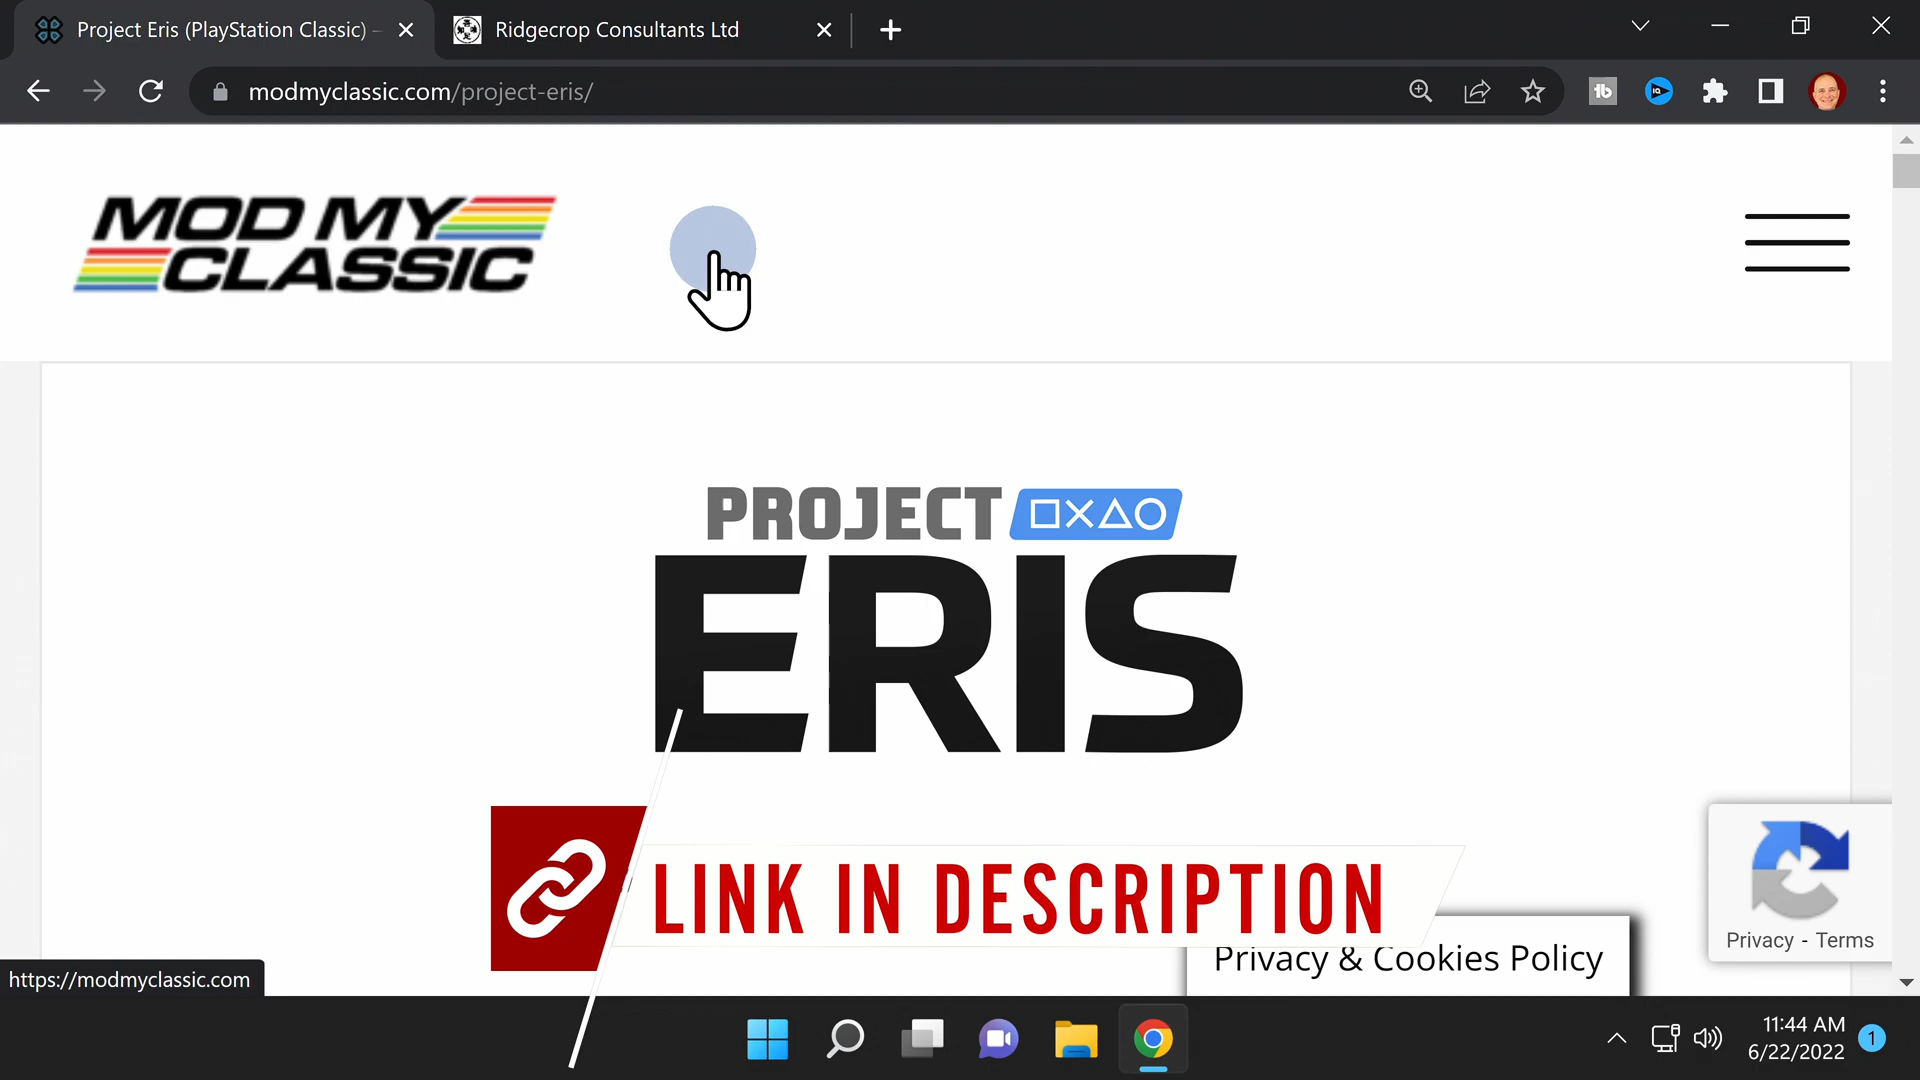 Project Eris (PlayStation Classic) –
Ridgecrop Consultants Ltd
modmyclassic.com/project-eris/
MOD MY
CLASSIC
PROJECT
ERIS
LINK IN DESCRIPTION
Privacy & Cookies Policy
Privacy - Terms
https://modmyclassic.com
11:44 AM
6/22/2022
1